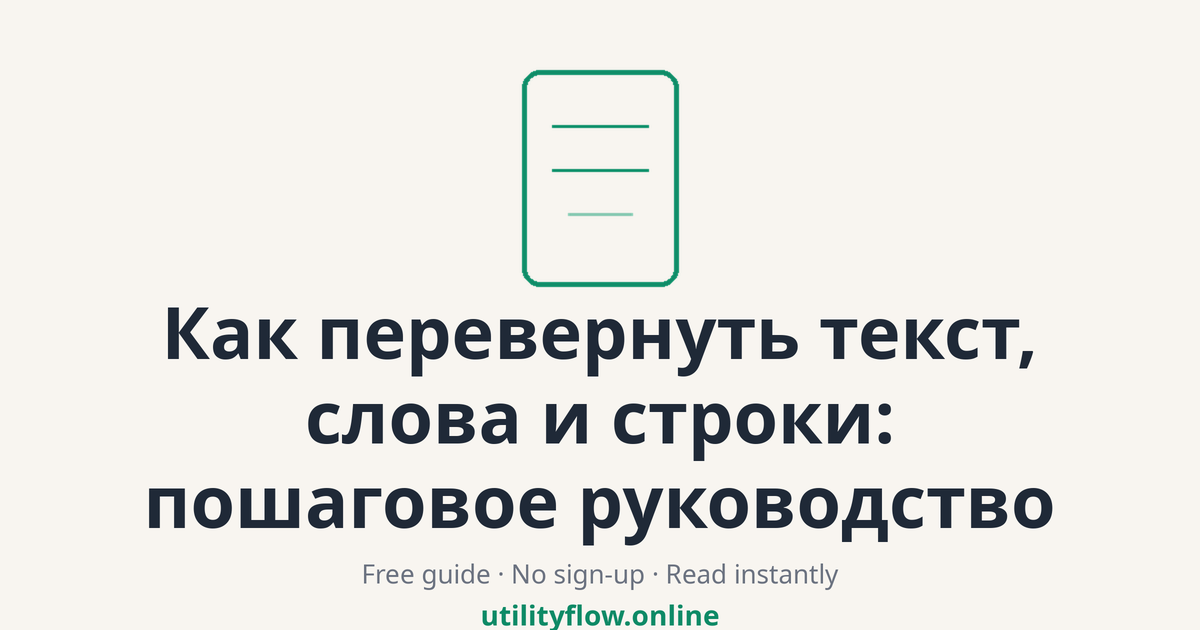 Как перевернуть текст,
слова и строки:
пошаговое руководство
Free guide · No sign-up · Read instantly
utilityflow.online